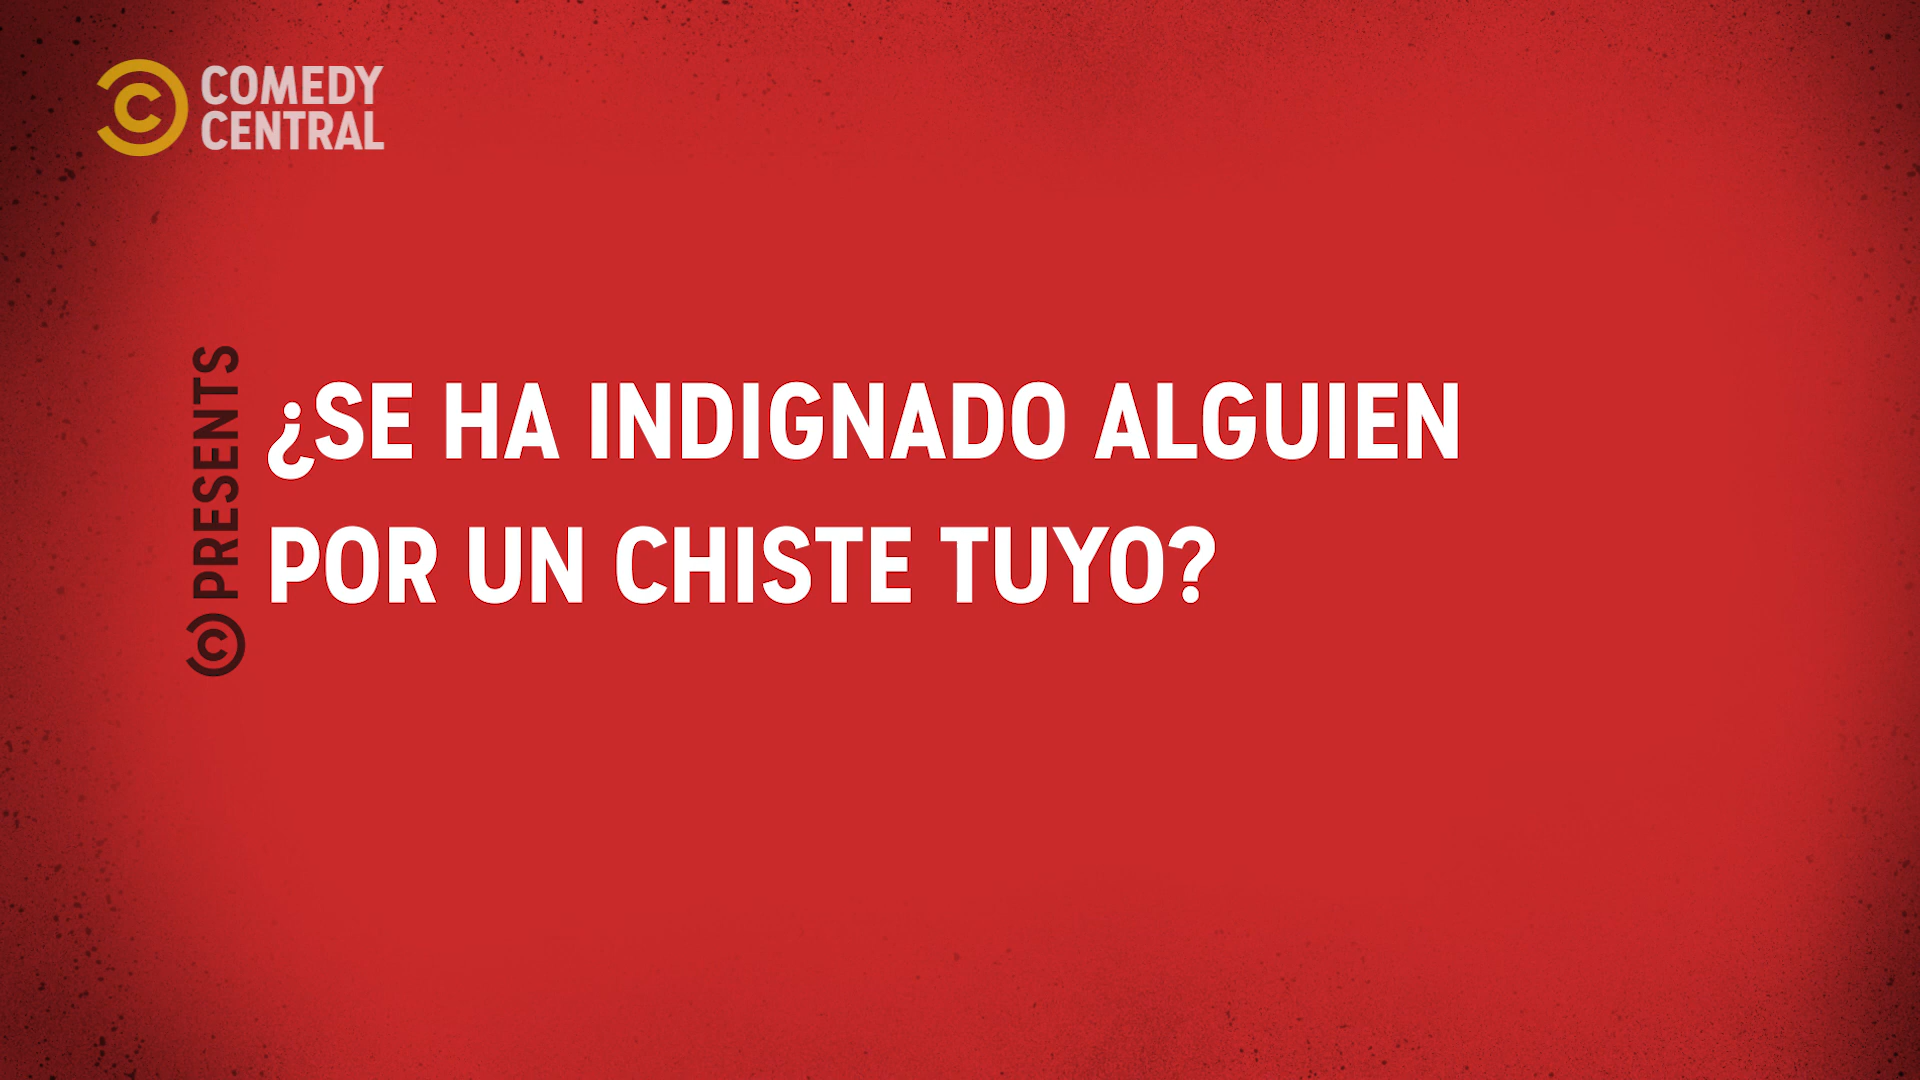 COMEDY
CENTRAL
PRESENTS
¿SE HA INDIGNADO ALGUIEN
POR UN CHISTE TUYO?